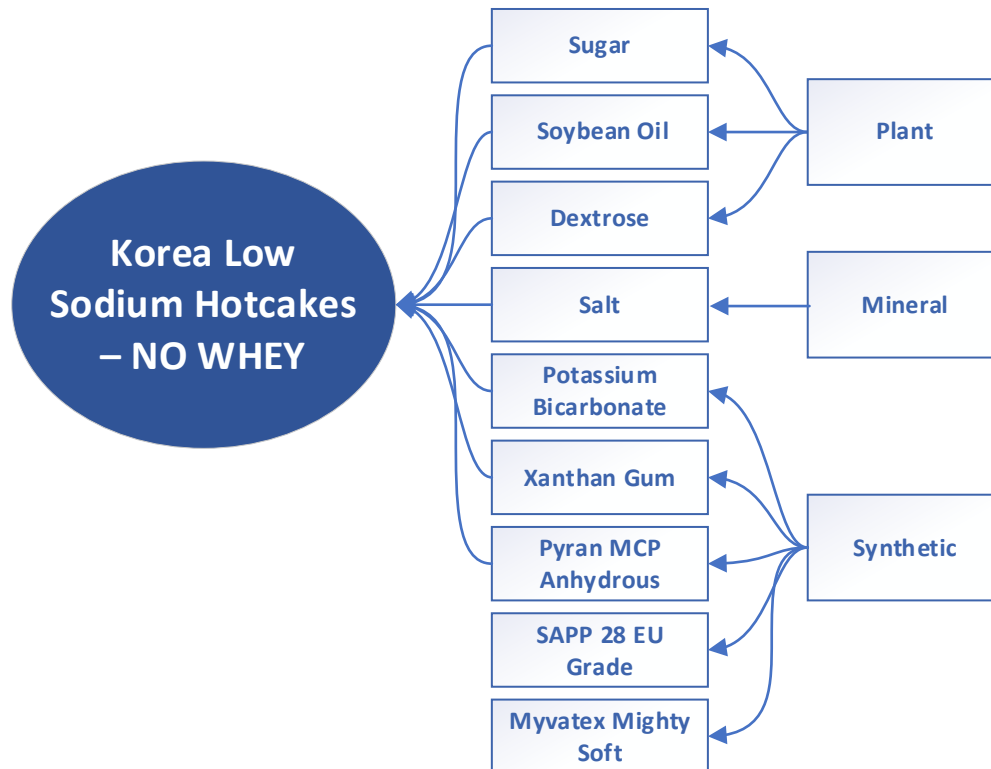 Korea Low
Sodium Hotcakes
– NO WHEY
Sugar
Soybean Oil
Dextrose
Salt
Potassium
Bicarbonate
Xanthan Gum
Pyran MCP
Anhydrous
SAPP 28 EU
Grade
Myvatex Mighty
Soft
Plant
Mineral
Synthetic